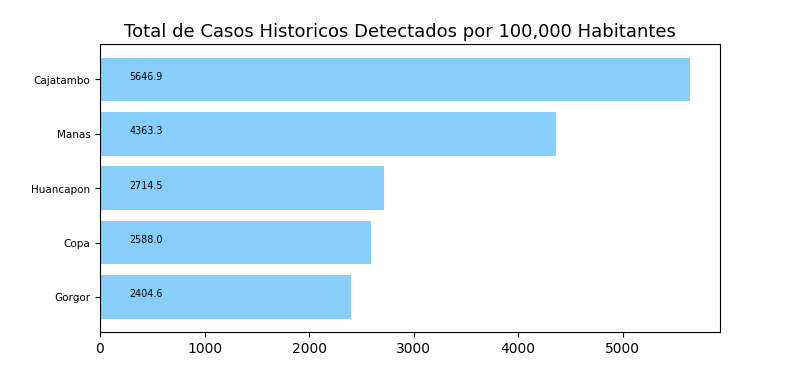 Total de Casos Historicos Detectados por 100,000 Habitantes
Cajatambo 5646.9
Manas 4363.3
Huancapon 2714.5
Copa 2588.0
Gorgor 2404.6
0 1000 2000 3000 4000 5000